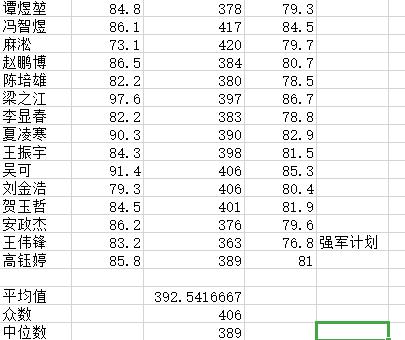 谭煜堃 84.8 378 79.3
冯智煜 86.1 417 84.5
麻淞 73.1 420 79.7
赵鹏博 86.5 384 80.7
陈培雄 82.2 380 78.5
梁之江 97.6 397 86.7
李显春 82.2 383 78.8
夏凌寒 90.3 390 82.9
王振宇 84.3 398 81.5
吴可 91.4 406 85.3
刘金浩 79.3 406 80.4
贺玉哲 84.5 401 81.9
安政杰 86.2 376 79.6
王伟锋 83.2 363 76.8 强军计划
高钰婷 85.8 389 81
平均值 392.5416667
众数 406
中位数 389